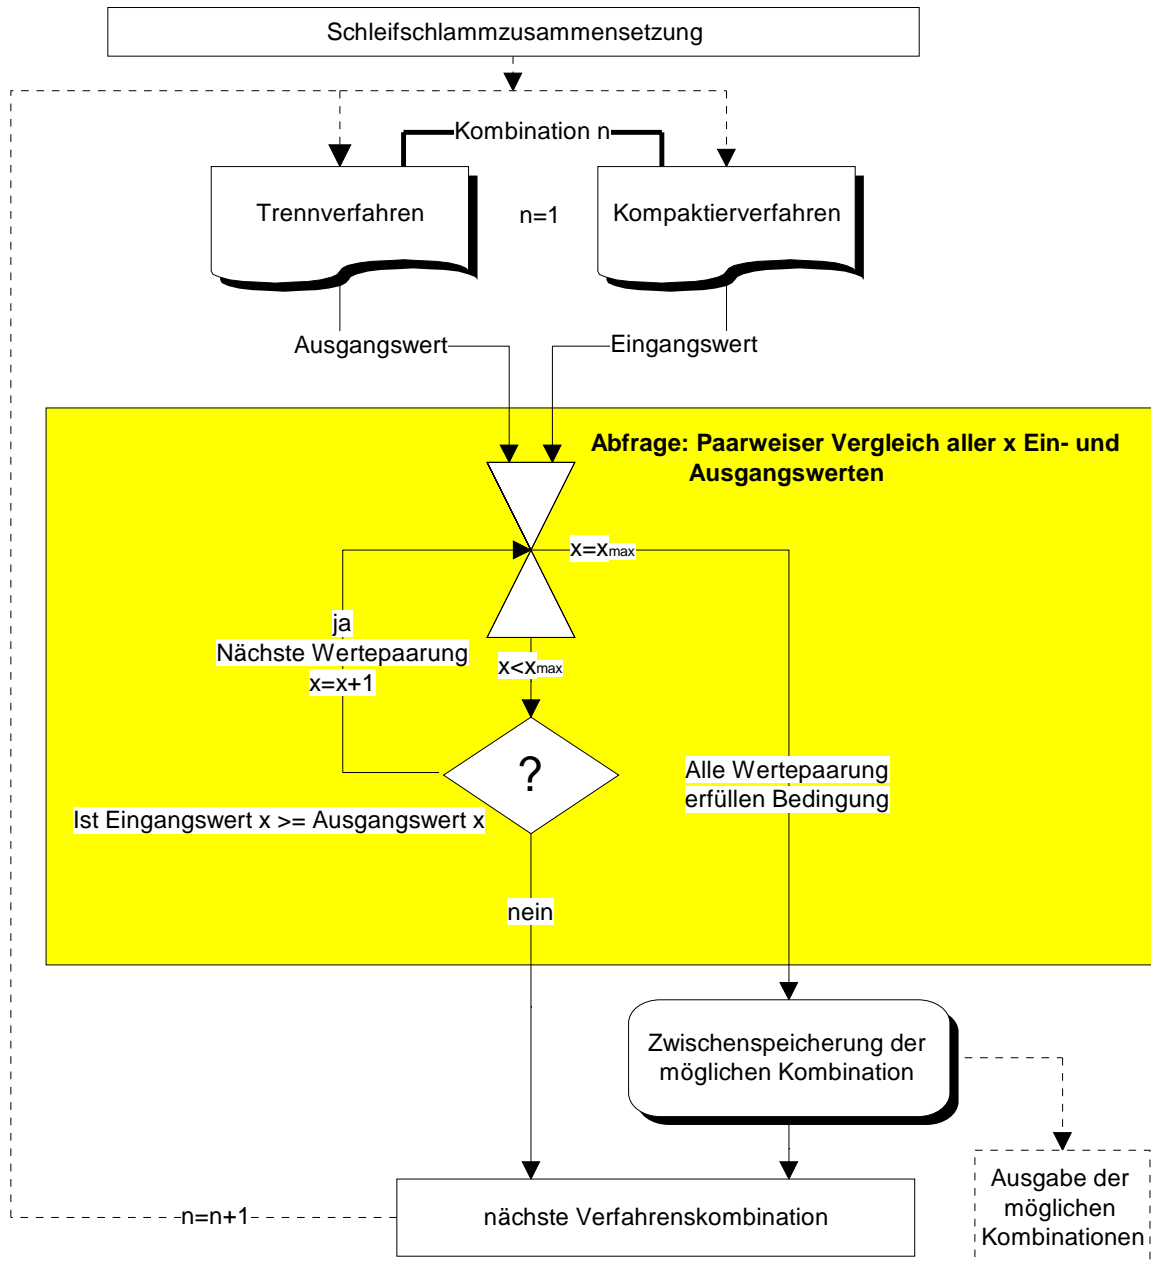 Schleifschlammzusammensetzung
Kombination n
Trennverfahren
n=1
Kompaktierverfahren
Ausgangswert
Eingangswert
Abfrage: Paarweiser Vergleich aller x Ein- und
Ausgangswerten
x=xmax
ja
Nächste Wertepaarung
x=x+1
x<xmax
?
Ist Eingangswert x >= Ausgangswert x
Alle Wertepaarung
erfüllen Bedingung
nein
Zwischenspeicherung der
möglichen Kombination
Ausgabe der
möglichen
Kombinationen
n=n+1
nächste Verfahrenskombination